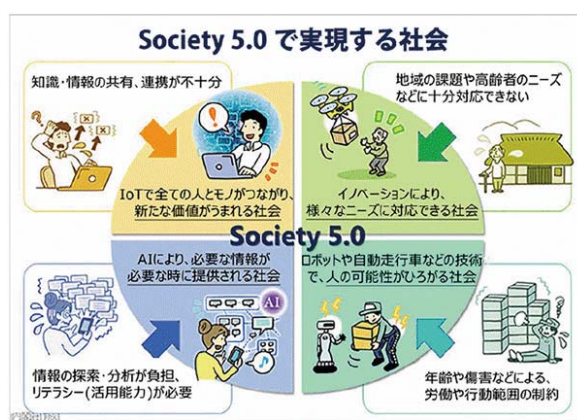 Society 5.0 で実現する社会
知識・情報の共有、連携が不十分
IoTで全ての人とモノがつながり、
新たな価値がうまれる社会
地域の課題や高齢者のニーズ
などに十分対応できない
イノベーションにより、
様々なニーズに対応できる社会
Society 5.0
AIにより、必要な情報が
必要な時に提供される社会
AI
情報の探索・分析が負担、
リテラシー(活用能力)が必要
ロボットや自動走行車などの技術
で、人の可能性がひろがる社会
年齢や傷害などによる、
労働や行動範囲の制約